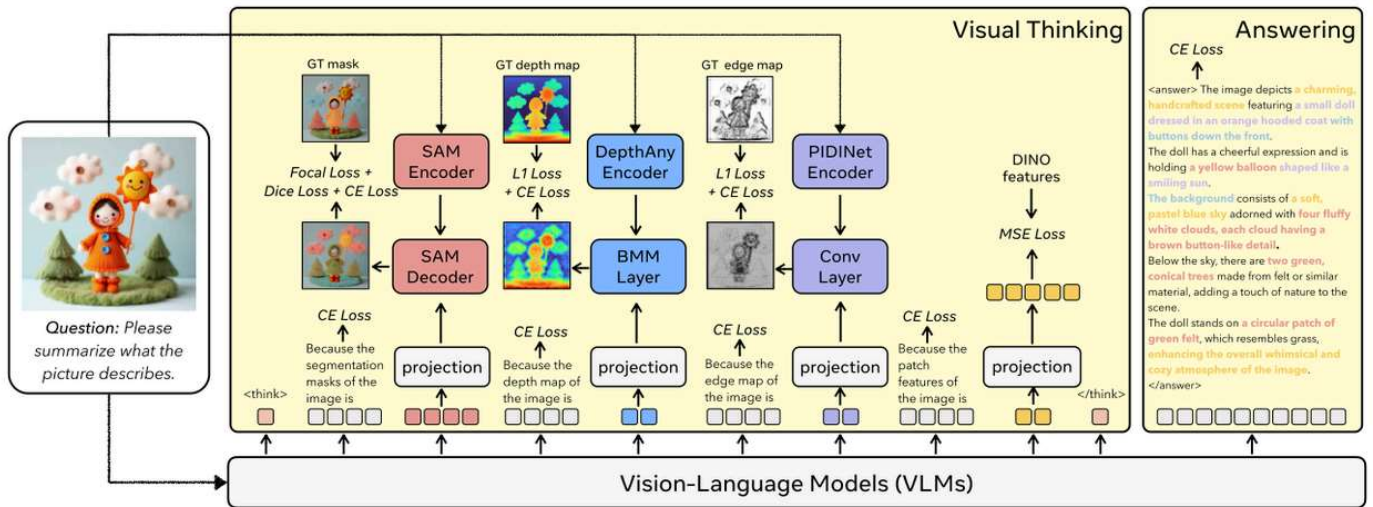 Visual Thinking
Answering
GT mask
GT depth map
GT edge map
CE Loss
SAM
Encoder
DepthAny
Encoder
PIDINet
Encoder
DINO
features
Focal Loss +
Dice Loss + CE Loss
L1 Loss
+ CE Loss
L1 Loss
+ CE Loss
MSE Loss
SAM
Decoder
BMM
Layer
Conv
Layer
CE Loss
Because the
segmentation
masks of the
image is
projection
CE Loss
Because the
depth map of
the image is
projection
CE Loss
Because the
edge map of
the image is
projection
CE Loss
Because the
patch
features of
the image is
projection
<think>
</think>
Question: Please
summarize what the
picture describes.
<answer> The image depicts a charming,
handcrafted scene featuring a small doll
dressed in an orange hooded coat with
buttons down the front.
The doll has a cheerful expression and is
holding a yellow balloon shaped like a
smiling sun.
The background consists of a soft,
pastel blue sky adorned with four fluffy
white clouds, each cloud having a
brown button-like detail.
Below the sky, there are two green,
conical trees made from felt or similar
material, adding a touch of nature to the
scene.
The doll stands on a circular patch of
green felt, which resembles grass,
enhancing the overall whimsical and
cozy atmosphere of the image.
</answer>
Vision-Language Models (VLMs)